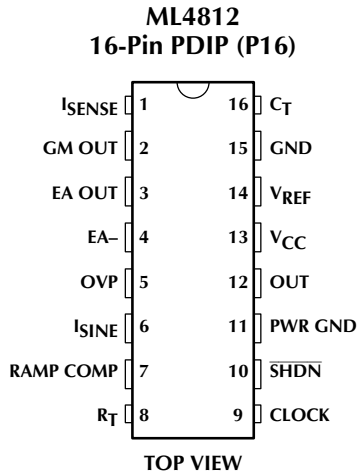 ML4812
16-Pin PDIP (P16)
ISENSE 1 16 CT
GM OUT 2 15 GND
EA OUT 3 14 VREF
EA– 4 13 VCC
OVP 5 12 OUT
ISINE 6 11 PWR GND
RAMP COMP 7 10 SHDN
RT 8 9 CLOCK
TOP VIEW